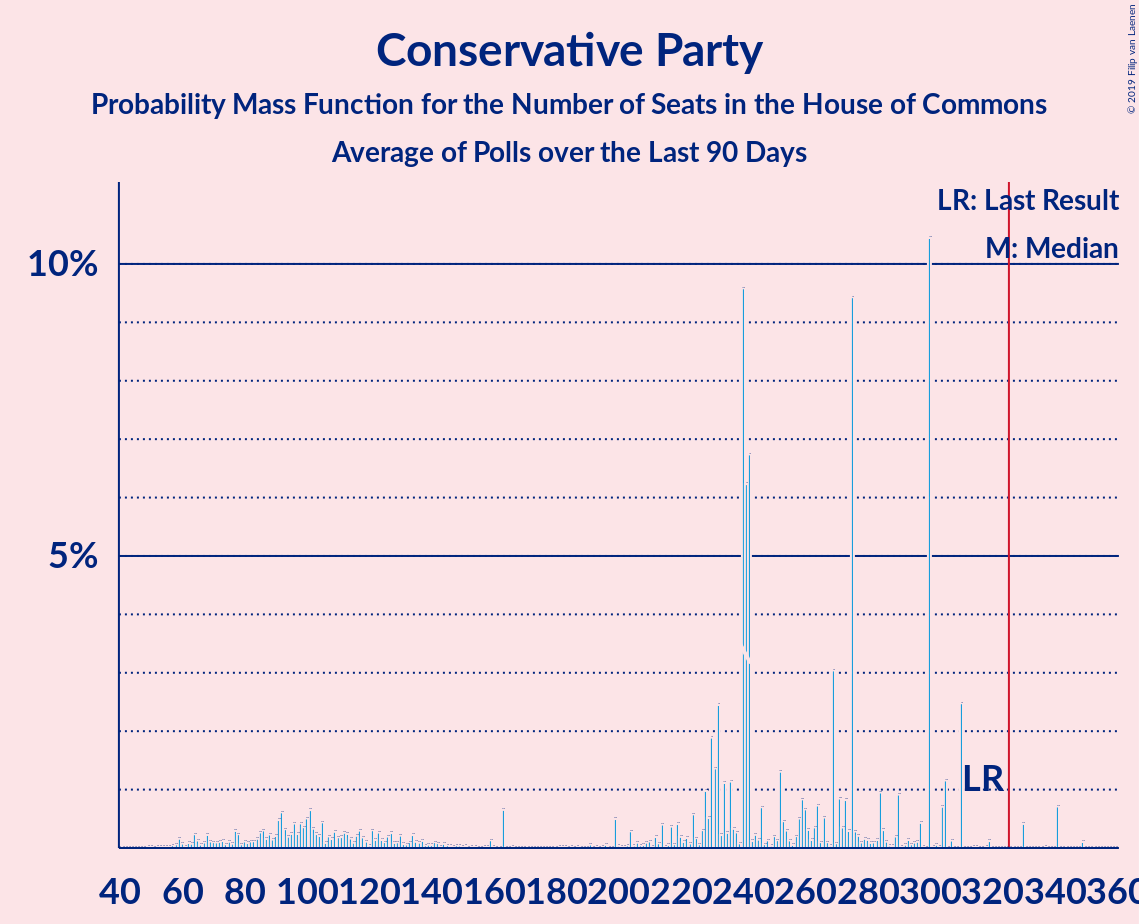 © 2019 Filip van Laenen
Conservative Party
Probability Mass Function for the Number of Seats in the House of Commons
Average of Polls over the Last 90 Days
LR: Last Result
M: Median
10%
5%
LR
40 60 80 100 120 140 160 180 200 220 240 260 280 300 320 340 360